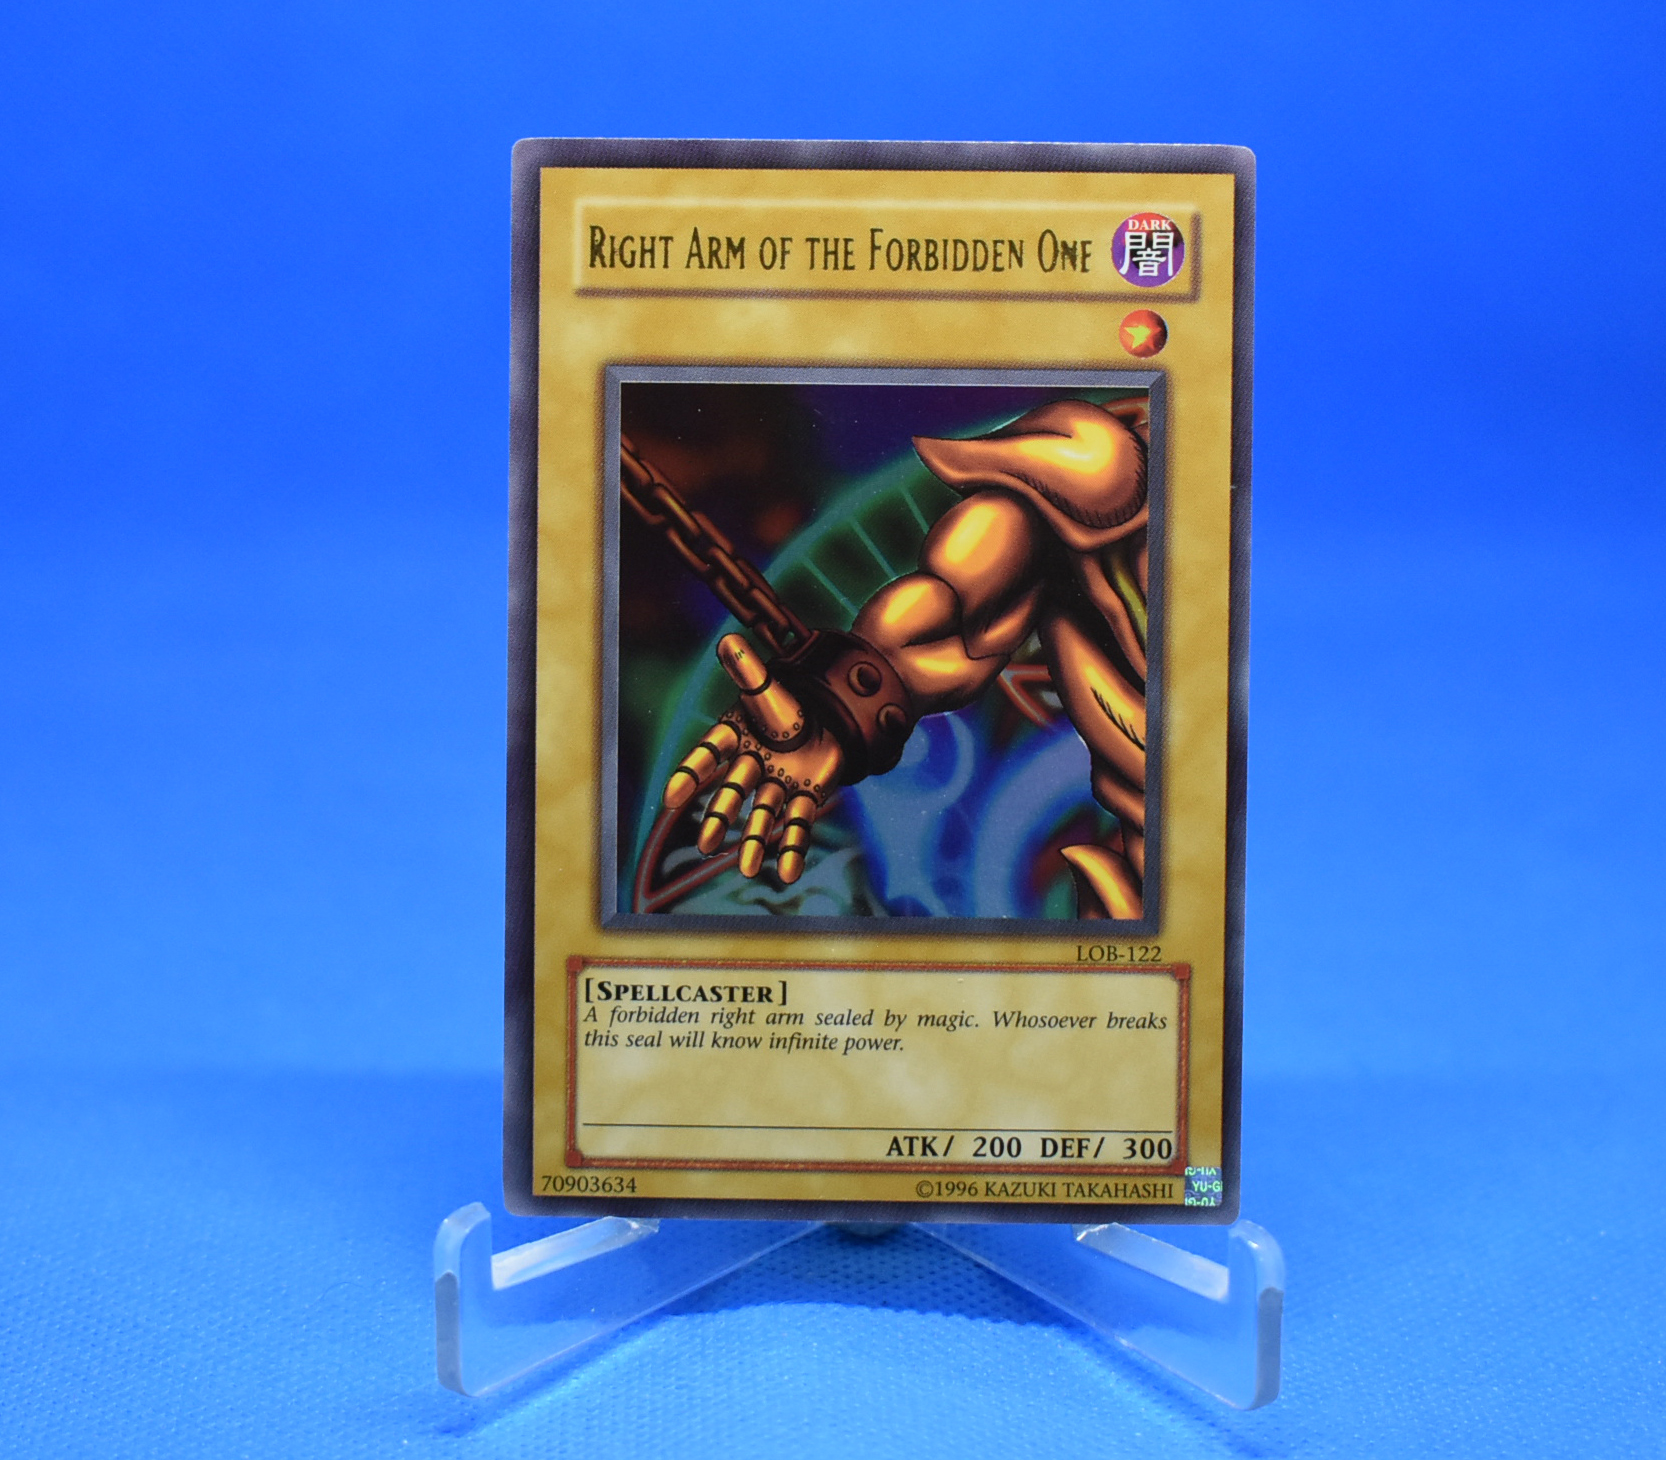 RIGHT ARM OF THE FORBIDDEN ONE
DARK
闇
LOB-122
[SPELLCASTER]
A forbidden right arm sealed by magic. Whosoever breaks
this seal will know infinite power.
ATK/ 200 DEF/ 300
70903634
©1996 KAZUKI TAKAHASHI
YU-G